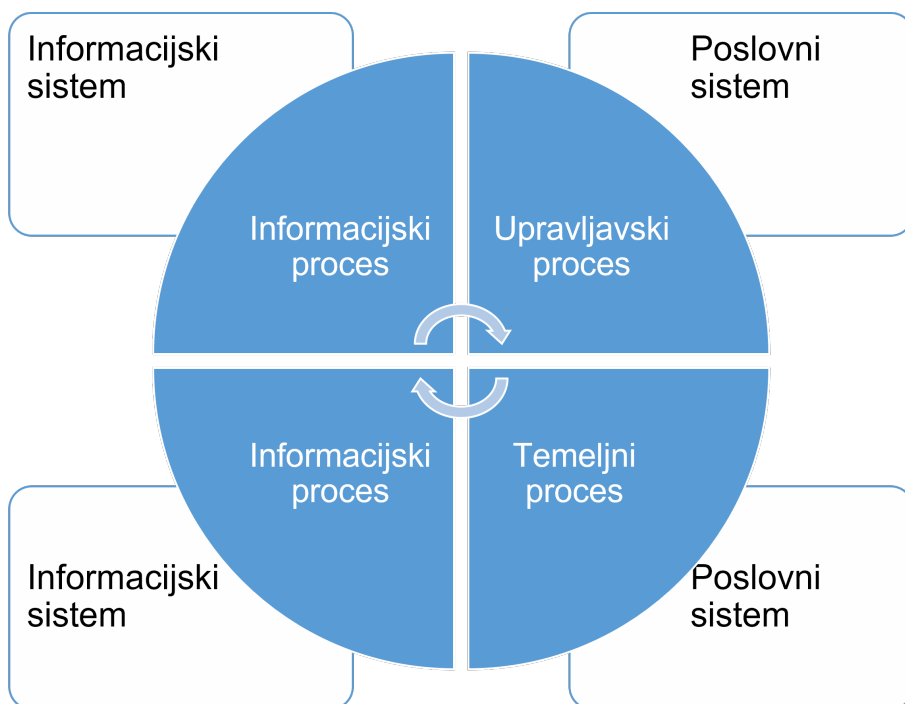 Informacijski
sistem
Poslovni
sistem
Informacijski
proces
Upravljavski
proces
Informacijski
proces
Temeljni
proces
Informacijski
sistem
Poslovni
sistem